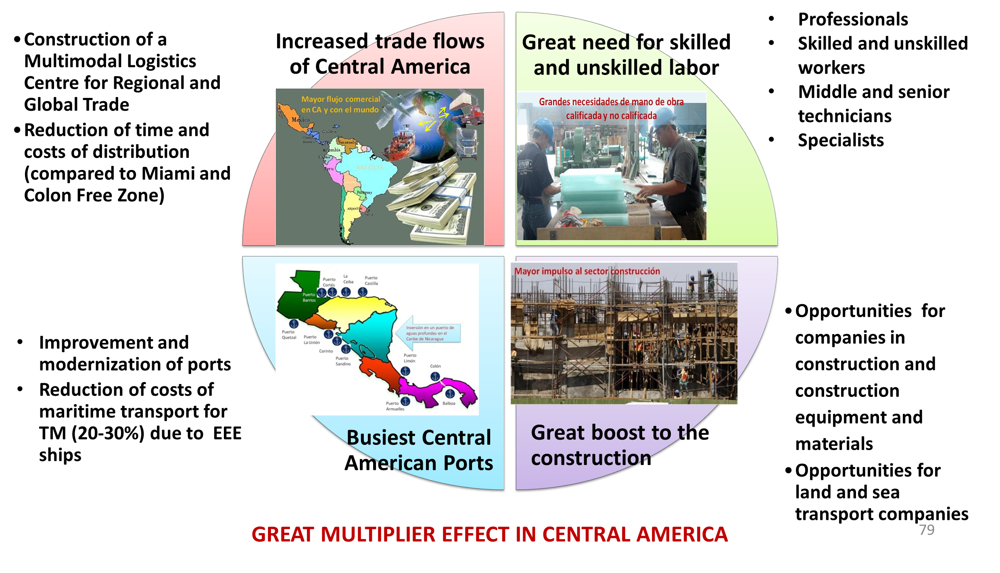 • Construction of a
Multimodal Logistics
Centre for Regional and
Global Trade
• Reduction of time and
costs of distribution
(compared to Miami and
Colon Free Zone)
Increased trade flows
of Central America
Mayor flujo comercial
en CA y con el mundo
Mexico
Venezuela
Kolombia
Peru
BREZILYA
Paraguay
ARJANTIN
Great need for skilled
and unskilled labor
Grandes necesidades de mano de obra
calificada y no calificada
• Professionals
• Skilled and unskilled
workers
• Middle and senior
technicians
• Specialists
• Improvement and
modernization of ports
• Reduction of costs of
maritime transport for
TM (20-30%) due to EEE
ships
Puerto
Cortés
La
Ceiba
Puerto
Castilla
Puerto
Barrios
Puerto
Quetzal
Puerto
La Unión
Corinto
Puerto
Sandino
Inversión en un puerto de
aguas profundas en el
Caribe de Nicaragua
Puerto
Limón
Colón
Puerto
Armuelles
Balboa
Busiest Central
American Ports
Mayor impulso al sector construcción
Great boost to the
construction
• Opportunities for
companies in
construction and
construction
equipment and
materials
• Opportunities for
land and sea
transport companies
GREAT MULTIPLIER EFFECT IN CENTRAL AMERICA
79